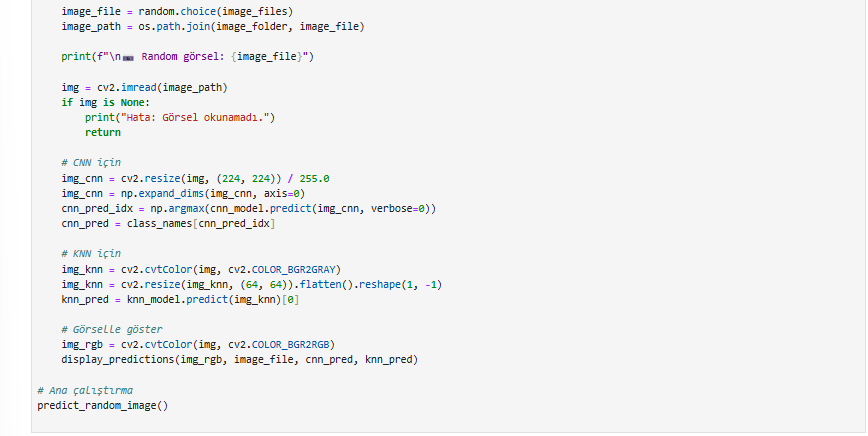 image_file = random.choice(image_files)
image_path = os.path.join(image_folder, image_file)
print(f"\n📷 Random görsel: {image_file}")
img = cv2.imread(image_path)
if img is None:
print("Hata: Görsel okunamadı.")
return
# CNN için
img_cnn = cv2.resize(img, (224, 224)) / 255.0
img_cnn = np.expand_dims(img_cnn, axis=0)
cnn_pred_idx = np.argmax(cnn_model.predict(img_cnn, verbose=0))
cnn_pred = class_names[cnn_pred_idx]
# KNN için
img_knn = cv2.cvtColor(img, cv2.COLOR_BGR2GRAY)
img_knn = cv2.resize(img_knn, (64, 64)).flatten().reshape(1, -1)
knn_pred = knn_model.predict(img_knn)[0]
# Görselle göster
img_rgb = cv2.cvtColor(img, cv2.COLOR_BGR2RGB)
display_predictions(img_rgb, image_file, cnn_pred, knn_pred)
# Ana çalıştırma
predict_random_image()